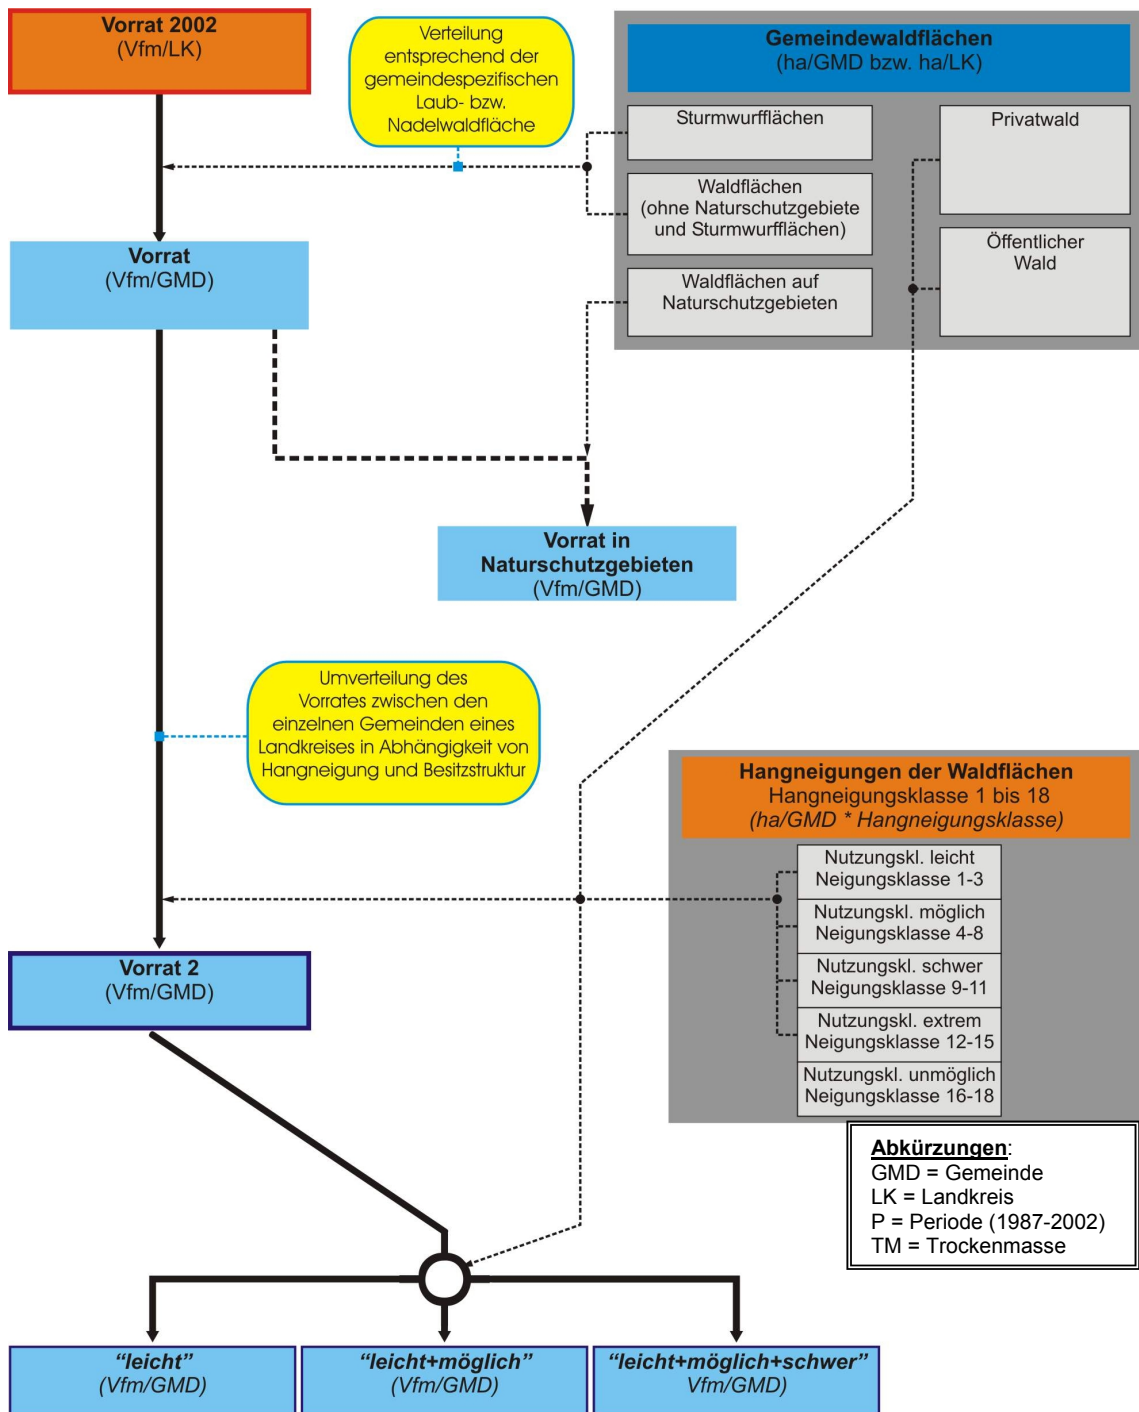 Vorrat 2002
(Vfm/LK)
Verteilung
entsprechend der
gemeindespezifischen
Laub- bzw.
Nadelwaldfläche
Gemeindewaldflächen
(ha/GMD bzw. ha/LK)
Sturmwurfflächen
Privatwald
Waldflächen
(ohne Naturschutzgebiete
und Sturmwurfflächen)
Öffentlicher
Wald
Waldflächen auf
Naturschutzgebieten
Vorrat
(Vfm/GMD)
Vorrat in
Naturschutzgebieten
(Vfm/GMD)
Umverteilung des
Vorrates zwischen den
einzelnen Gemeinden eines
Landkreises in Abhängigkeit von
Hangneigung und Besitzstruktur
Hangneigungen der Waldflächen
Hangneigungsklasse 1 bis 18
(ha/GMD * Hangneigungsklasse)
Nutzungskl. leicht
Neigungsklasse 1-3
Nutzungskl. möglich
Neigungsklasse 4-8
Nutzungskl. schwer
Neigungsklasse 9-11
Nutzungskl. extrem
Neigungsklasse 12-15
Nutzungskl. unmöglich
Neigungsklasse 16-18
Vorrat 2
(Vfm/GMD)
Abkürzungen:
GMD = Gemeinde
LK = Landkreis
P = Periode (1987-2002)
TM = Trockenmasse
“leicht”
(Vfm/GMD)
“leicht+möglich”
(Vfm/GMD)
“leicht+möglich+schwer”
Vfm/GMD)